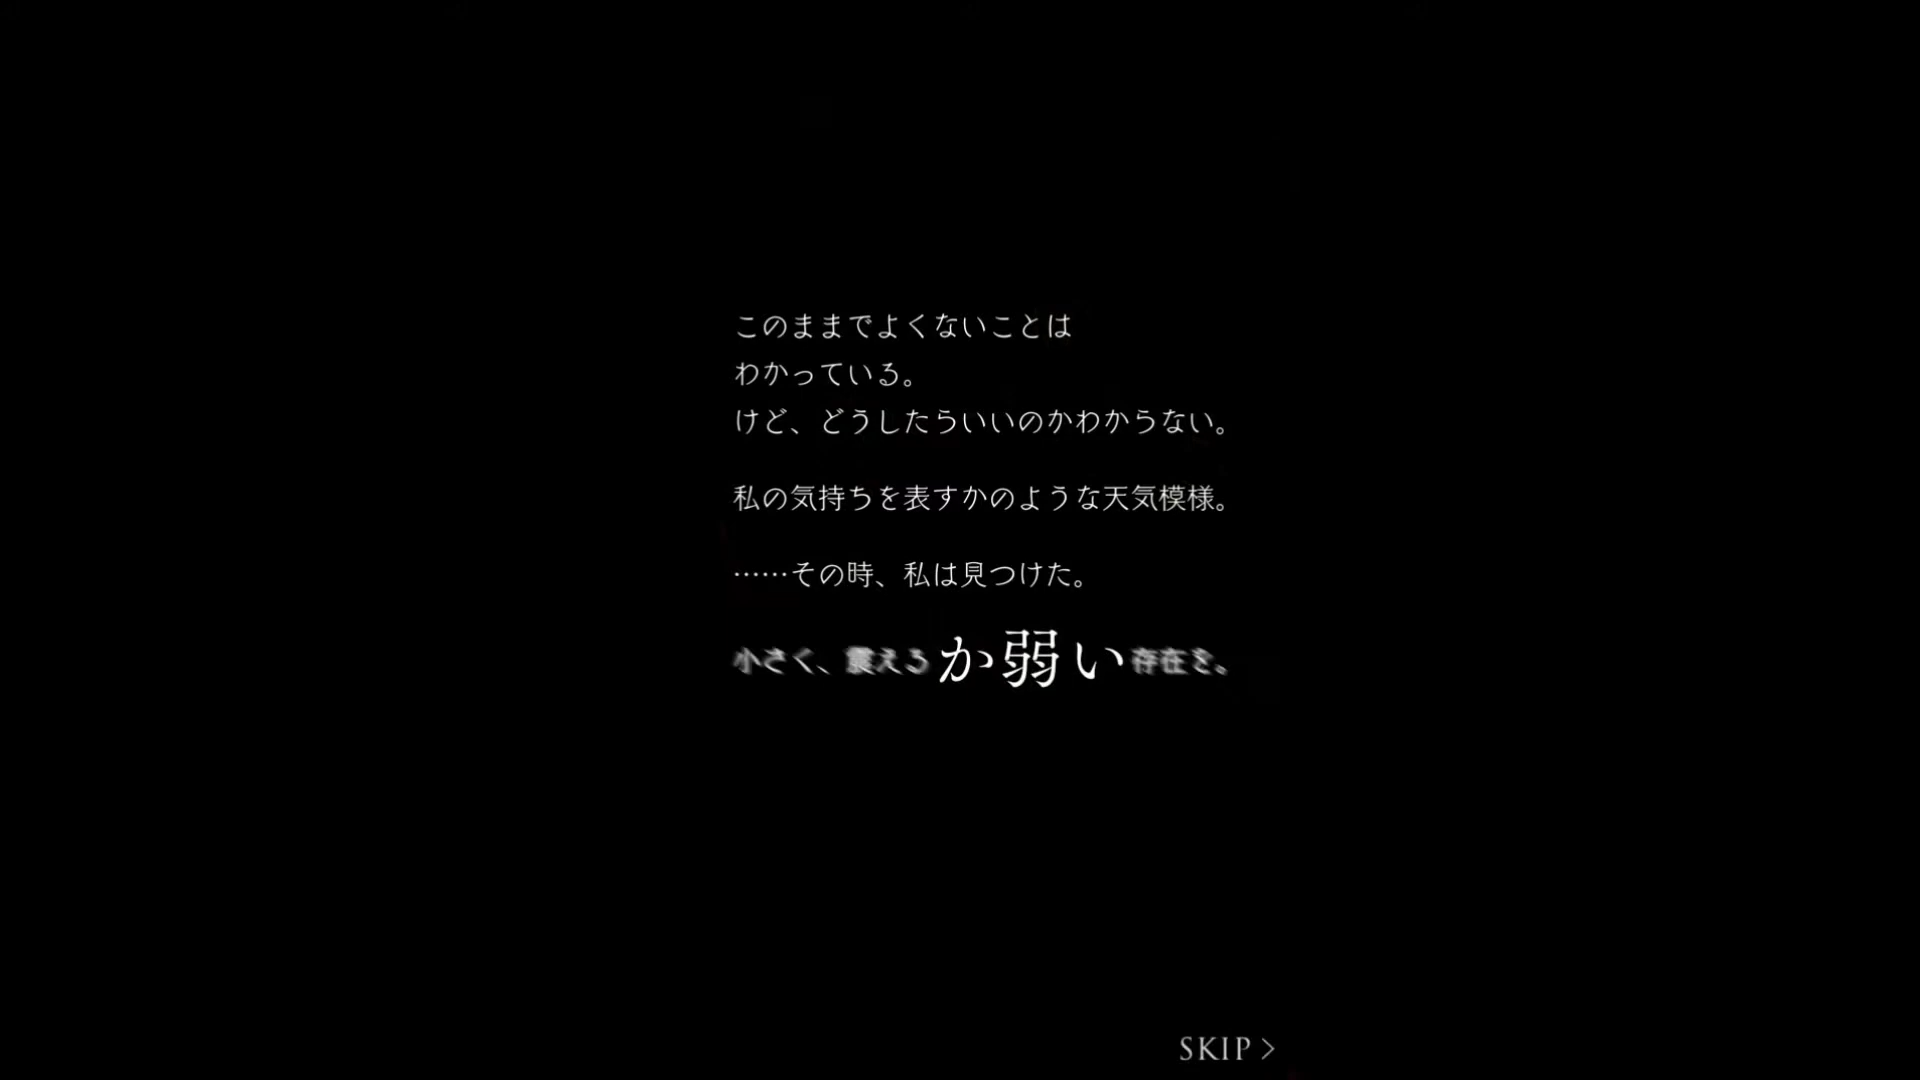 このままでよくないことは
わかっている。
けど、どうしたらいいのかわからない。
私の気持ちを表すかのような天気模様。
……その時、私は見つけた。
小さく、震えるか弱い存在を。
SKIP >